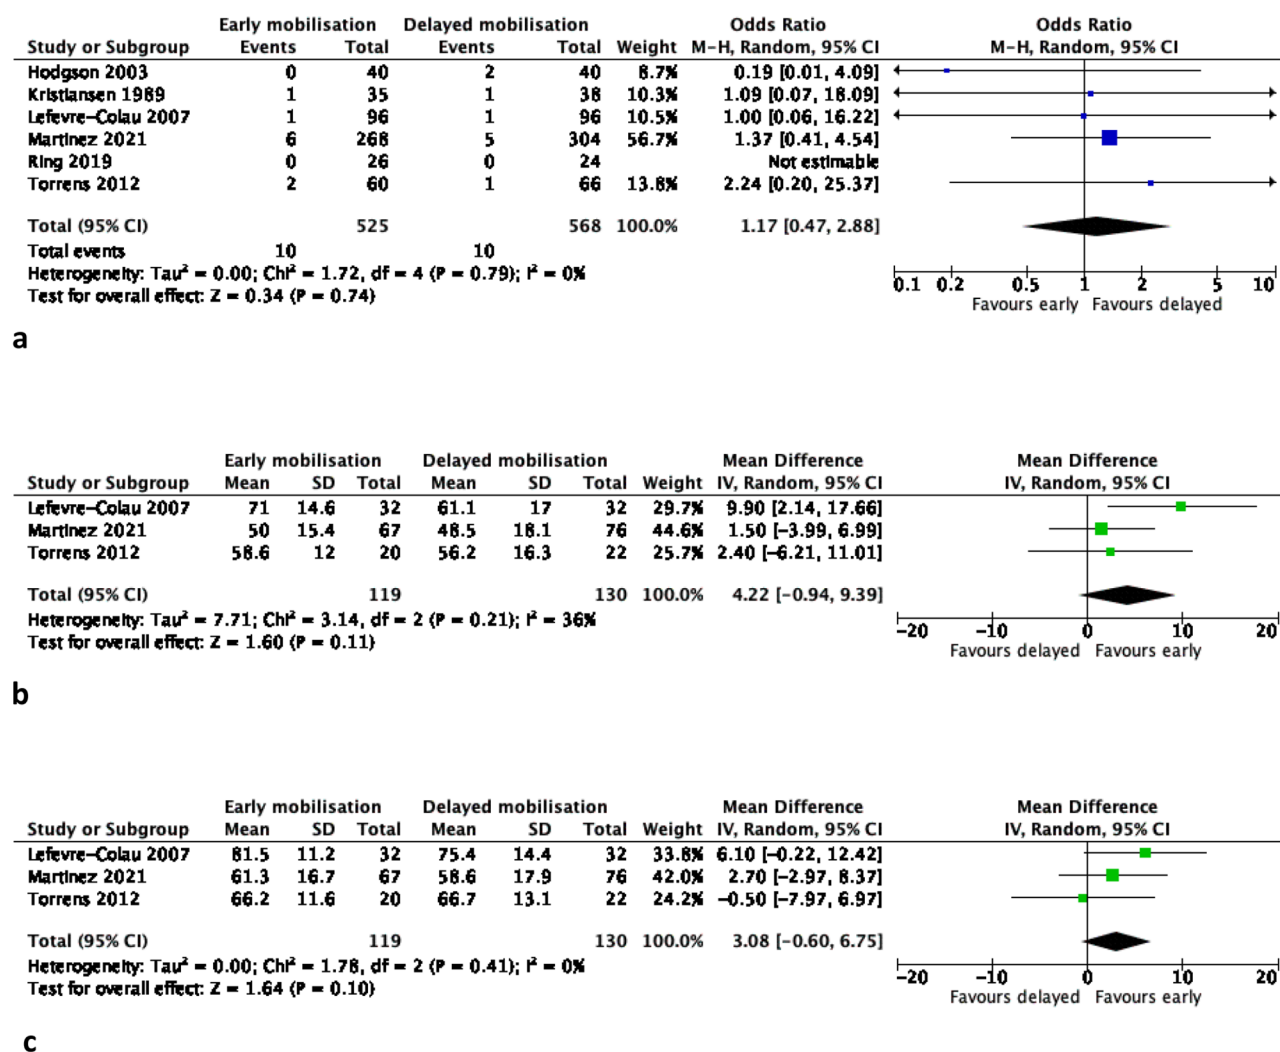 Early mobilisation Delayed mobilisation Odds Ratio Odds Ratio
Study or Subgroup Events Total Events Total Weight M-H, Random, 95% CI M-H, Random, 95% CI
Hodgson 2003 0 40 2 40 8.7% 0.19 [0.01, 4.09]
Kristiansen 1989 1 35 1 38 10.3% 1.09 [0.07, 18.09]
Lefevre-Colau 2007 1 96 1 96 10.5% 1.00 [0.06, 16.22]
Martinez 2021 6 268 5 304 56.7% 1.37 [0.41, 4.54]
Ring 2019 0 26 0 24 Not estimable
Torrens 2012 2 60 1 66 13.8% 2.24 [0.20, 25.37]
Total (95% CI) 525 568 100.0% 1.17 [0.47, 2.88]
Total events 10 10
Heterogeneity: Tau² = 0.00; Chi² = 1.72, df = 4 (P = 0.79); I² = 0%
Test for overall effect: Z = 0.34 (P = 0.74)
0.1 0.2 0.5 1 2 5 10
Favours early Favours delayed
a
Early mobilisation Delayed mobilisation Mean Difference Mean Difference
Study or Subgroup Mean SD Total Mean SD Total Weight IV, Random, 95% CI IV, Random, 95% CI
Lefevre-Colau 2007 71 14.6 32 61.1 17 32 29.7% 9.90 [2.14, 17.66]
Martinez 2021 50 15.4 67 48.5 18.1 76 44.6% 1.50 [-3.99, 6.99]
Torrens 2012 58.6 12 20 56.2 16.3 22 25.7% 2.40 [-6.21, 11.01]
Total (95% CI) 119 130 100.0% 4.22 [-0.94, 9.39]
Heterogeneity: Tau² = 7.71; Chi² = 3.14, df = 2 (P = 0.21); I² = 36%
Test for overall effect: Z = 1.60 (P = 0.11)
-20 -10 0 10 20
Favours delayed Favours early
b
Early mobilisation Delayed mobilisation Mean Difference Mean Difference
Study or Subgroup Mean SD Total Mean SD Total Weight IV, Random, 95% CI IV, Random, 95% CI
Lefevre-Colau 2007 81.5 11.2 32 75.4 14.4 32 33.8% 6.10 [-0.22, 12.42]
Martinez 2021 61.3 16.7 67 58.6 17.9 76 42.0% 2.70 [-2.97, 8.37]
Torrens 2012 66.2 11.6 20 66.7 13.1 22 24.2% -0.50 [-7.97, 6.97]
Total (95% CI) 119 130 100.0% 3.08 [-0.60, 6.75]
Heterogeneity: Tau² = 0.00; Chi² = 1.78, df = 2 (P = 0.41); I² = 0%
Test for overall effect: Z = 1.64 (P = 0.10)
-20 -10 0 10 20
Favours delayed Favours early
c